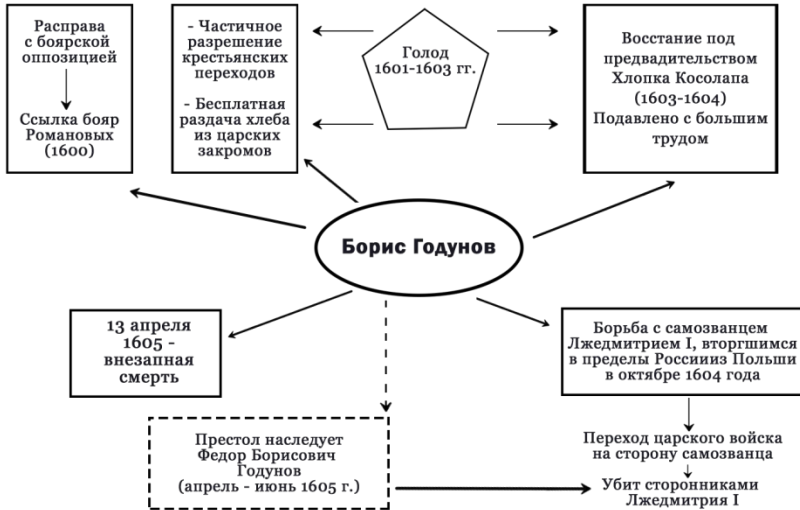 Расправа
с боярской
оппозицией
Ссылка бояр
Романовых
(1600)
- Частичное
разрешение
крестьянских
переходов
- Бесплатная
раздача хлеба
из царских
закромов
Голод
1601-1603 гг.
Восстание под
предвадительством
Хлопка Косолапа
(1603-1604)
Подавлено с большим
трудом
Борис Годунов
13 апреля
1605 -
внезапная
смерть
Борьба с самозванцем
Лжедмитрием I, вторгшимся
в пределы Россиииз Польши
в октябре 1604 года
Престол наследует
Федор Борисович
Годунов
(апрель - июнь 1605 г.)
Переход царского войска
на сторону самозванца
Убит сторонниками
Лжедмитрия I